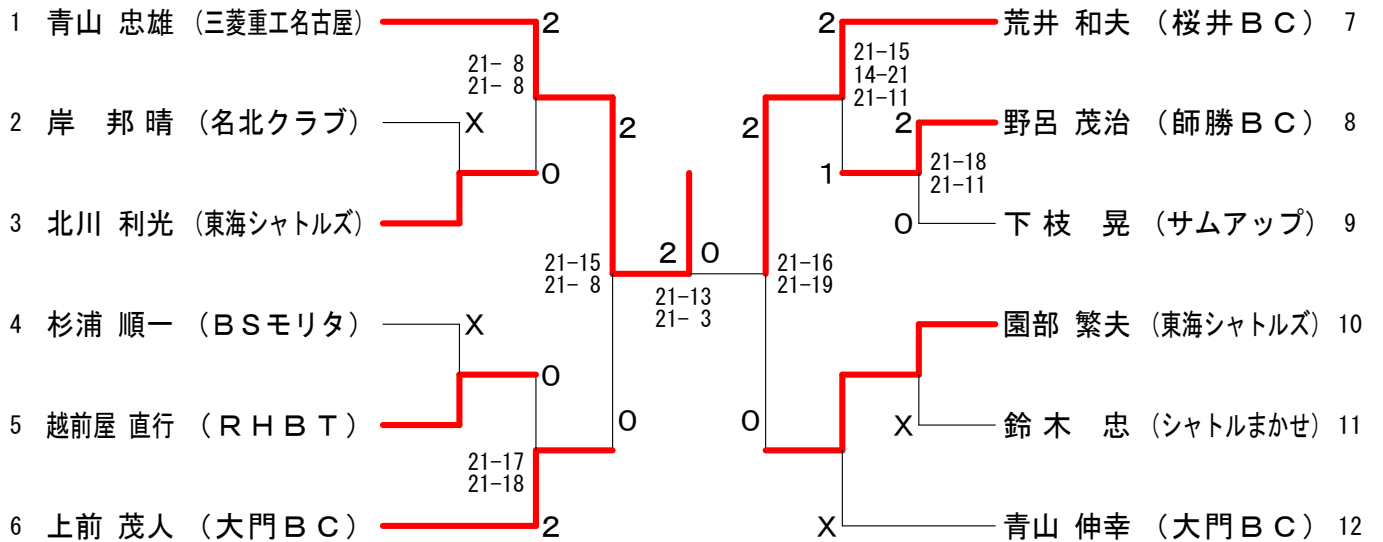 1 青山 忠雄 (三菱重工名古屋) 2 2 荒井 和夫 (桜井ＢＣ) 7
21- 8 21-15
21- 8 14-21
21-11
2 岸 邦晴 (名北クラブ) X 2 2 2 野呂 茂治 (師勝ＢＣ) 8
0 1 21-18
21-11
3 北川 利光 (東海シャトルズ) 0 下枝 晃 (サムアップ) 9
21-15 2 0 21-16
21- 8 21-19
21-13
21- 3
4 杉浦 順一 (ＢＳモリタ) X 園部 繁夫 (東海シャトルズ) 10
0
5 越前屋 直行 (ＲＨＢＴ) 0 0 X 鈴木 忠 (シャトルまかせ) 11
21-17
21-18
6 上前 茂人 (大門ＢＣ) 2 X 青山 伸幸 (大門ＢＣ) 12